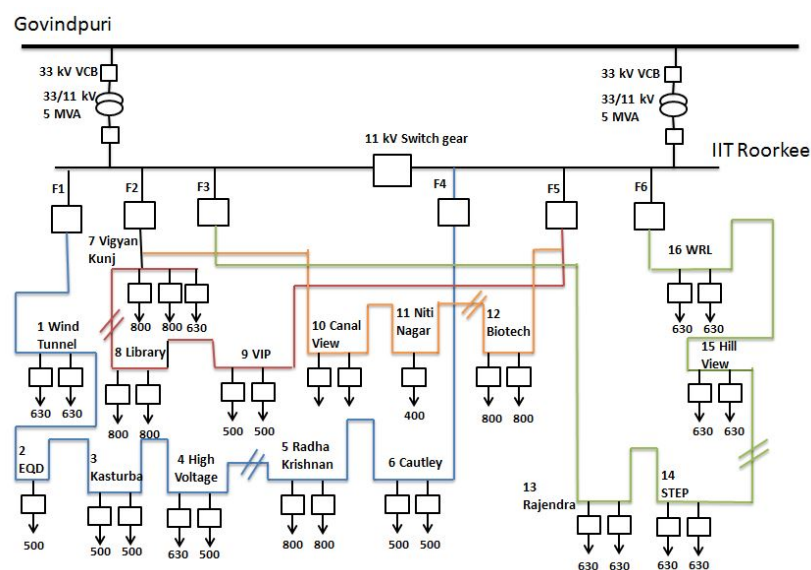 Govindpuri
33 kV VCB
33 kV VCB
33/11 kV
5 MVA
33/11 kV
5 MVA
11 kV Switch gear
IIT Roorkee
F1
F2
F3
F4
F5
F6
7 Vigyan
Kunj
16 WRL
800
800
630
630
630
1 Wind
Tunnel
8 Library
9 VIP
10 Canal
View
11 Niti
Nagar
12
Biotech
15 Hill
View
630
630
800
800
500
500
400
800
800
630
630
2
EQD
3
Kasturba
4 High
Voltage
5 Radha
Krishnan
6 Cautley
13
Rajendra
14
STEP
500
500
500
630
500
800
800
500
500
630
630
630
630